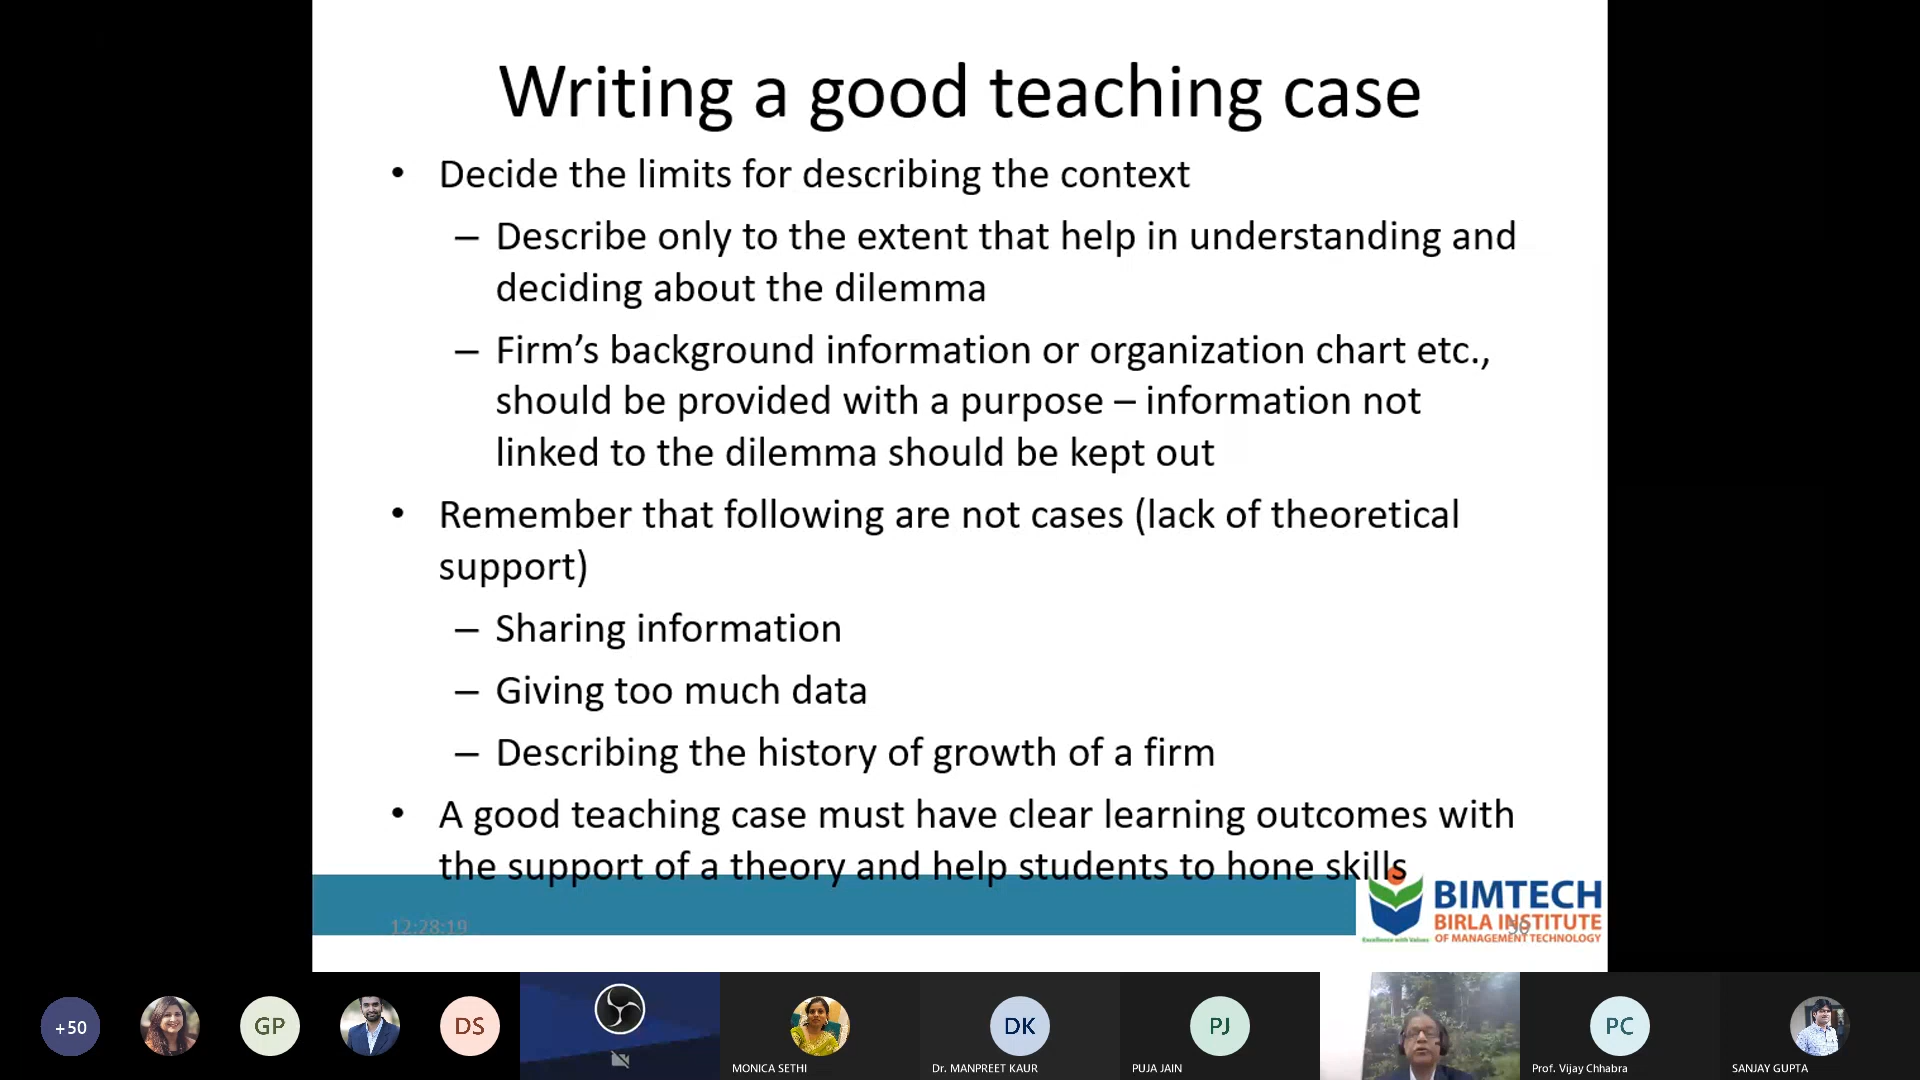 Writing a good teaching case
• Decide the limits for describing the context
– Describe only to the extent that help in understanding and
deciding about the dilemma
– Firm’s background information or organization chart etc.,
should be provided with a purpose – information not
linked to the dilemma should be kept out
• Remember that following are not cases (lack of theoretical
support)
– Sharing information
– Giving too much data
– Describing the history of growth of a firm
• A good teaching case must have clear learning outcomes with
the support of a theory and help students to hone skills
12:28:19
BIMTECH
BIRLA INSTITUTE
OF MANAGEMENT TECHNOLOGY
Excellence with Values
+50
GP
DS
MONICA SETHI
DK
Dr. MANPREET KAUR
PJ
PUJA JAIN
PC
Prof. Vijay Chhabra
SANJAY GUPTA